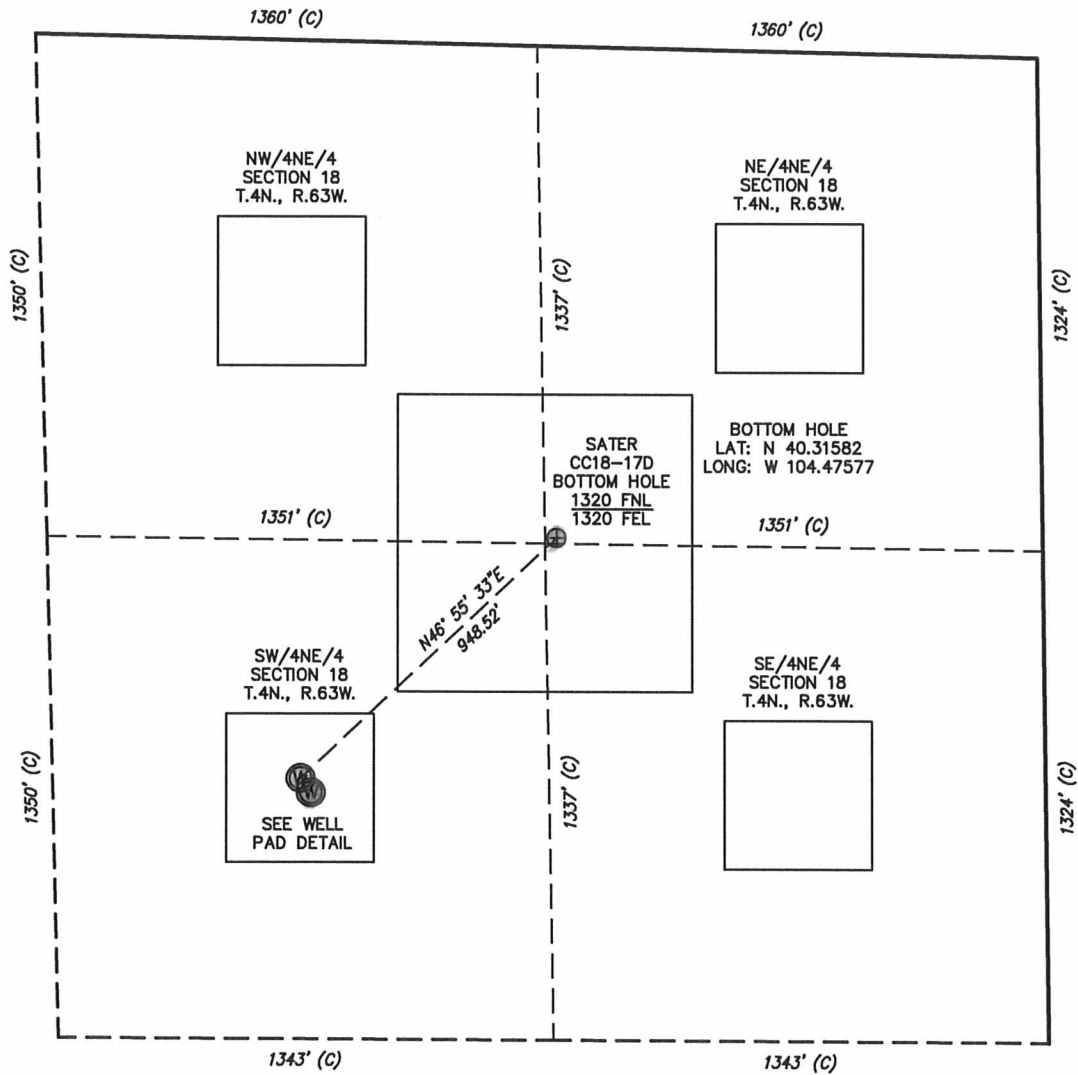 1360' (C)
1360' (C)
NW/4NE/4
SECTION 18
T.4N., R.63W.
NE/4NE/4
SECTION 18
T.4N., R.63W.
1350' (C)
1337' (C)
1324' (C)
SATER
CC18-17D
BOTTOM HOLE
1320 FNL
1320 FEL
BOTTOM HOLE
LAT: N 40.31582
LONG: W 104.47577
1351' (C)
1351' (C)
N46° 55' 33"E
948.52'
SW/4NE/4
SECTION 18
T.4N., R.63W.
SE/4NE/4
SECTION 18
T.4N., R.63W.
1350' (C)
W
W
SEE WELL
PAD DETAIL
1337' (C)
1324' (C)
1343' (C)
1343' (C)